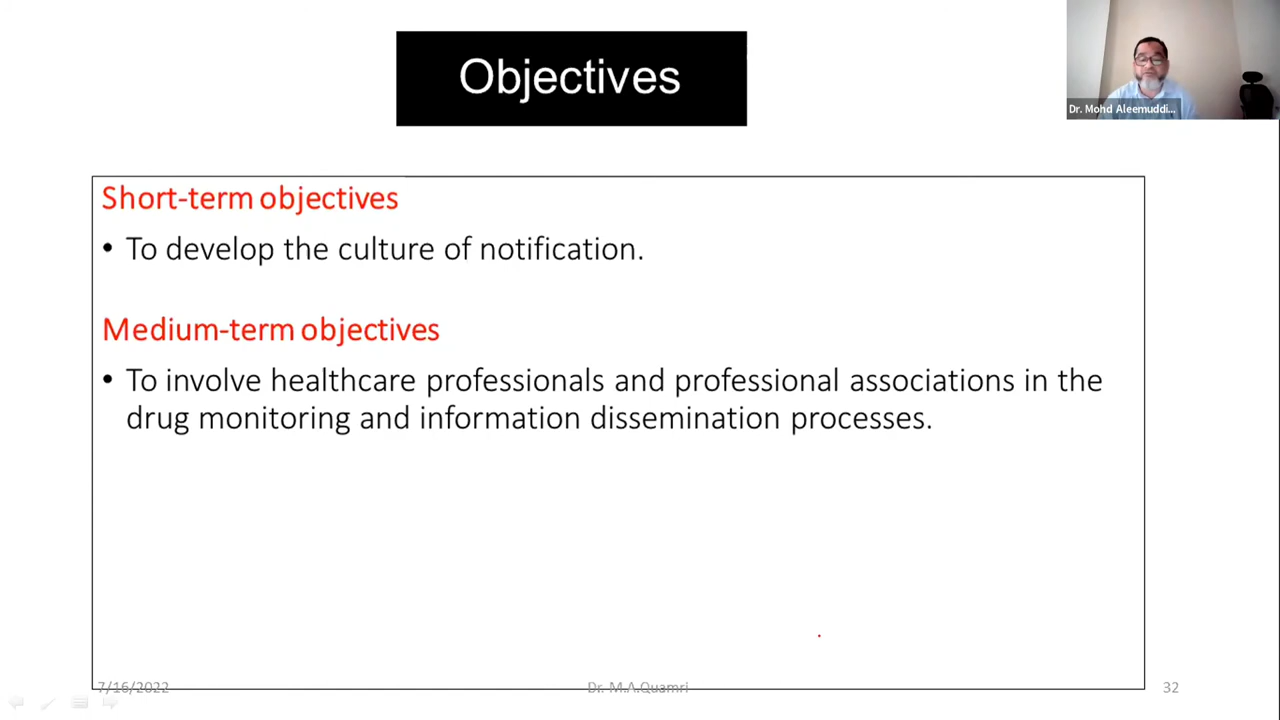 Objectives
Dr. Mohd Aleemuddi...
Short-term objectives
• To develop the culture of notification.
Medium-term objectives
• To involve healthcare professionals and professional associations in the
drug monitoring and information dissemination processes.
7/16/2022
Dr. M.A.Quamri
32